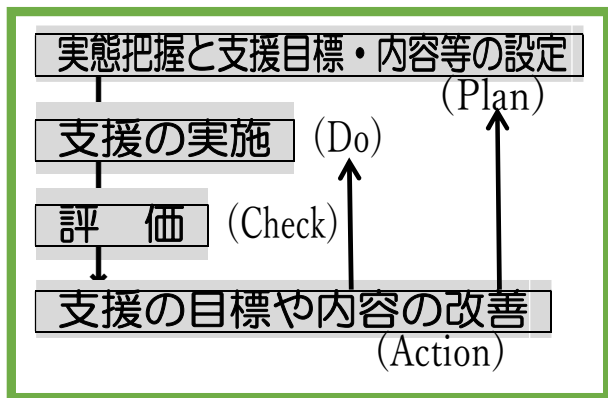 実態把握と支援目標・内容等の設定
(Plan)
支援の実施 (Do)
評　価 (Check)
支援の目標や内容の改善
(Action)